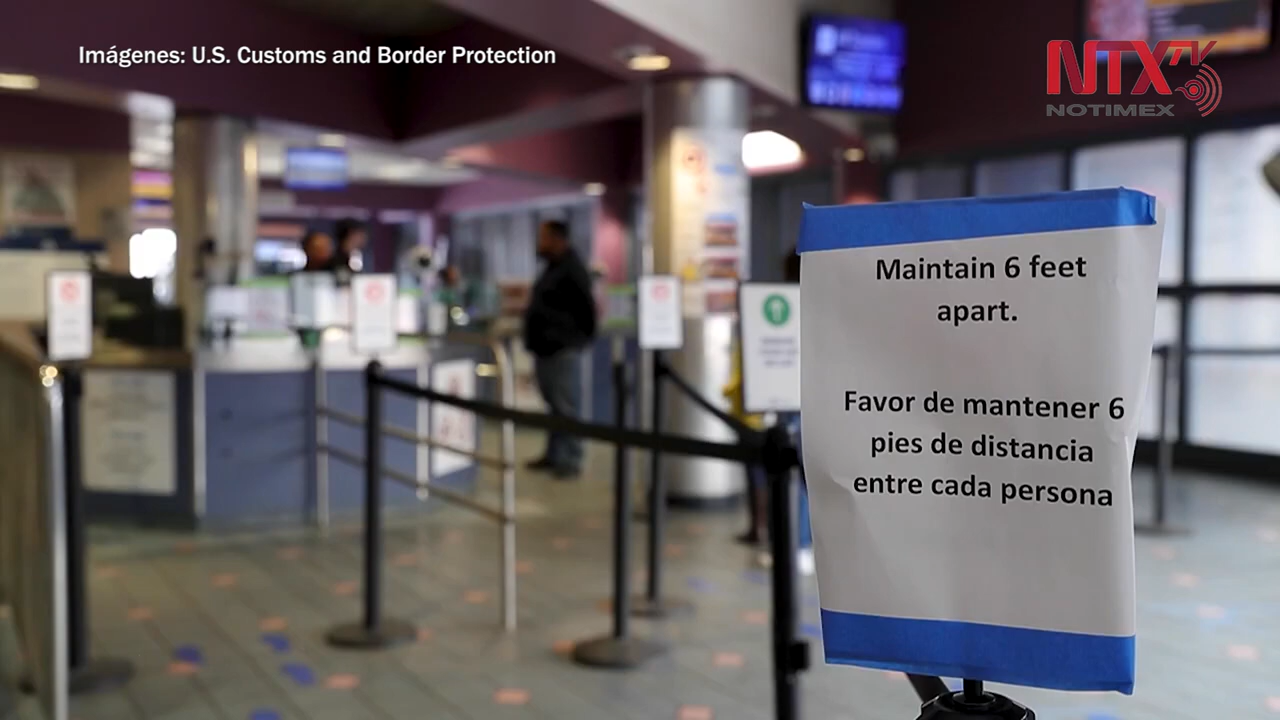 Imágenes: U.S. Customs and Border Protection
NTX TV
NOTIMEX
Maintain 6 feet
apart.
Favor de mantener 6
pies de distancia
entre cada persona